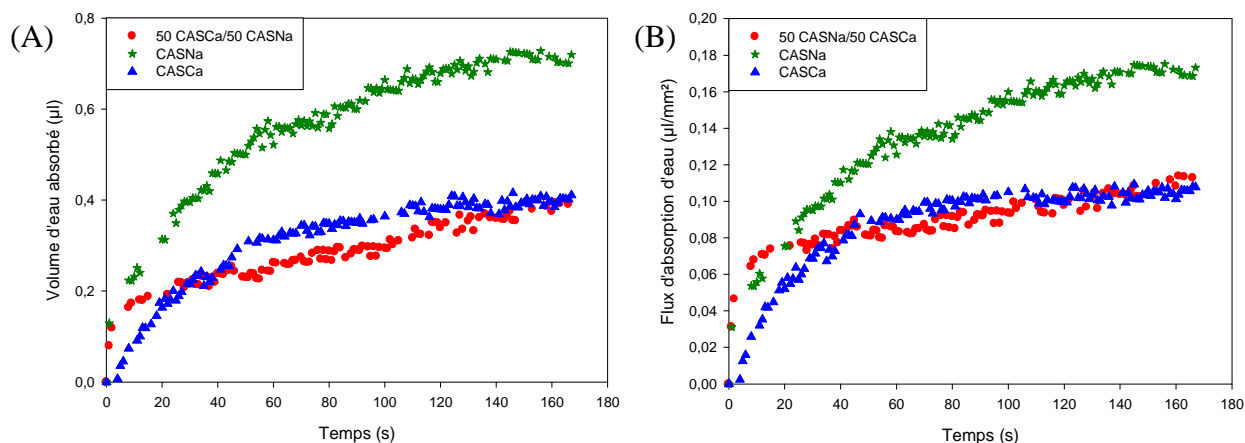 (A)
50 CASCa/50 CASNa
CASNa
CASCa
Volume d'eau absorbé (µl)
0,8
0,6
0,4
0,2
0,0
0 20 40 60 80 100 120 140 160 180
Temps (s)
(B)
50 CASNa/50 CASCa
CASNa
CASCa
Flux d'absorption d'eau (µl/mm²)
0,20
0,18
0,16
0,14
0,12
0,10
0,08
0,06
0,04
0,02
0,00
0 20 40 60 80 100 120 140 160 180
Temps (s)